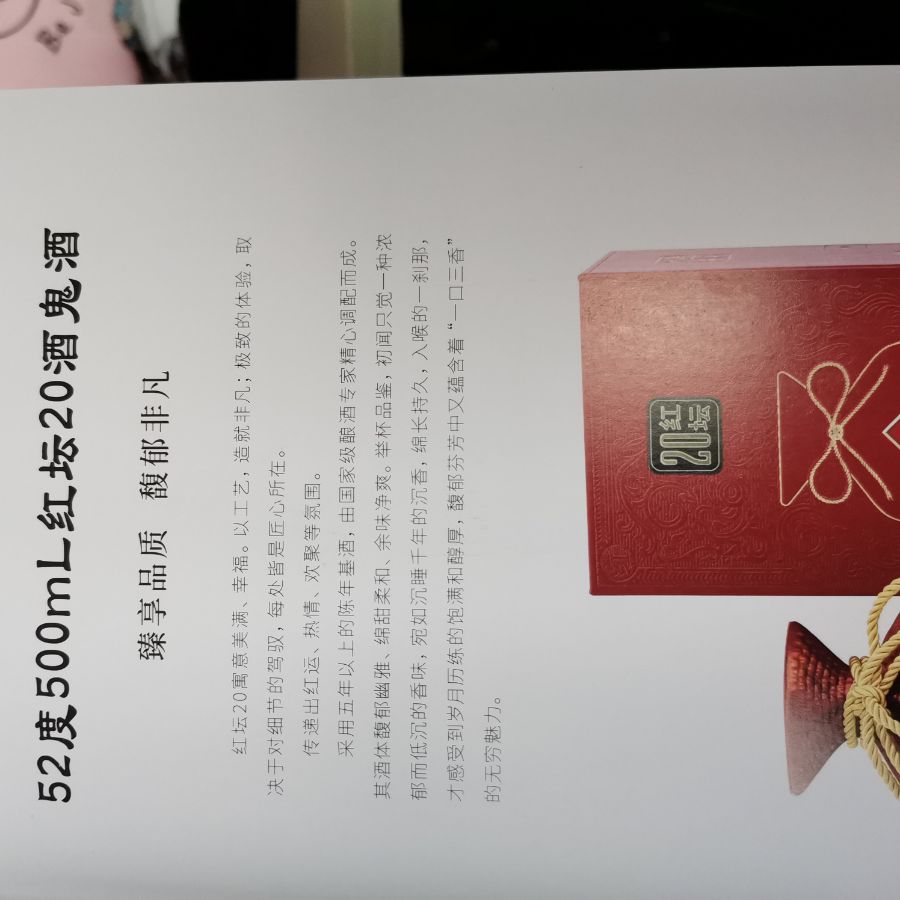 52度500mL红坛20酒鬼酒
臻享品质 馥郁非凡
红坛20寓意美满、幸福。以工艺，造就非凡；极致的体验，取
决于对细节的驾驭，每处皆是匠心所在。
传递出红运、热情、欢聚等氛围。
采用五年以上的陈年基酒，由国家级酿酒专家精心调配而成。
其酒体馥郁幽雅、绵甜柔和、余味净爽。举杯品鉴，初闻只觉一种浓
郁而低沉的香味，宛如沉睡千年的沉香，绵长持久，入喉的一刹那，
才感受到岁月历练的饱满和醇厚，馥郁芬芳中又蕴含着“一口三香”
的无穷魅力。
20红坛